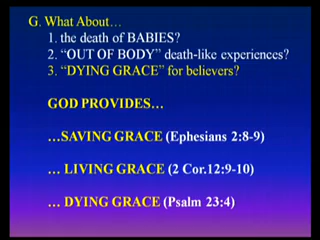 G. What About…
1. the death of BABIES?
2. “OUT OF BODY” death-like experiences?
3. “DYING GRACE” for believers?
GOD PROVIDES…
…SAVING GRACE (Ephesians 2:8-9)
… LIVING GRACE (2 Cor.12:9-10)
… DYING GRACE (Psalm 23:4)